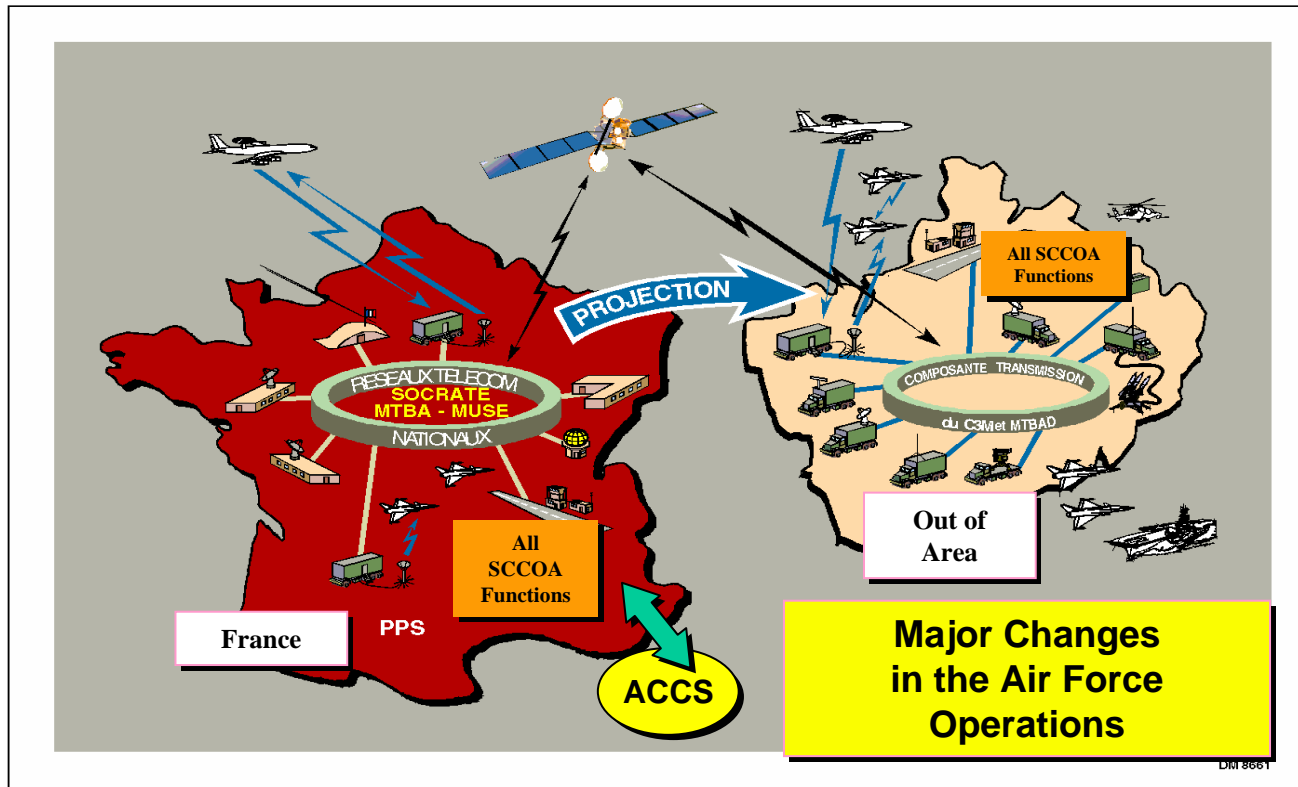 PROJECTION
All SCCOA
Functions
RESEAUX TELECOM
SOCRATE
MTBA - MUSE
NATIONAUX
COMPOSANTE TRANSMISSION
du C3M et MTBAD
All
SCCOA
Functions
Out of
Area
France
PPS
ACCS
Major Changes
in the Air Force
Operations
DM 8661